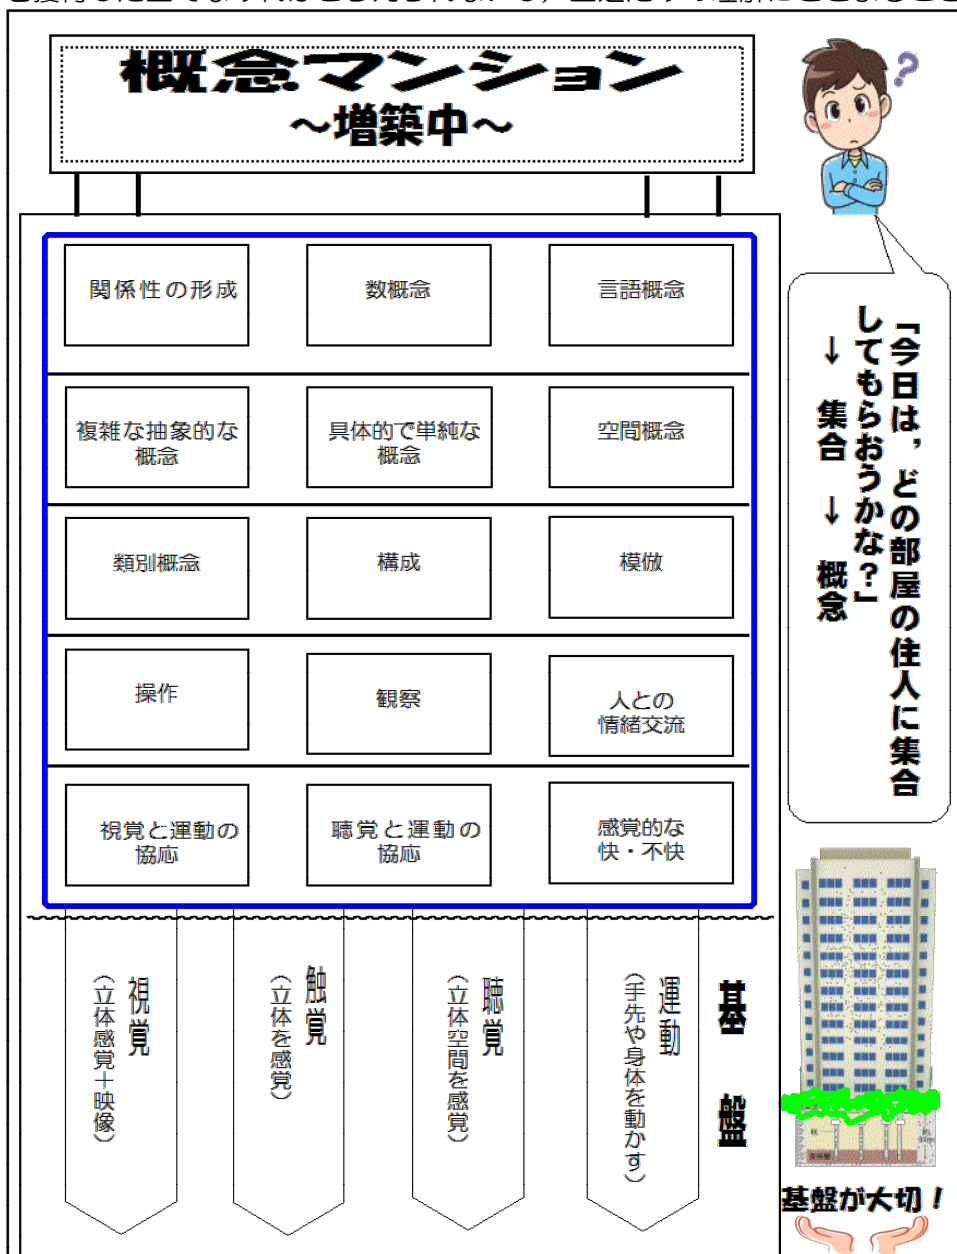 概念マンション
～増築中～
?
関係性の形成
数概念
言語概念
複雑な抽象的な
概念
具体的で単純な
概念
空間概念
類別概念
構成
模倣
操作
観察
人との
情緒交流
視覚と運動の
協応
聴覚と運動の
協応
感覚的な
快・不快
「今日は，どの部屋の住人に集合
してもらおうかな？」
↓ 集合 ↓ 概念
視覚
（立体感覚＋映像）
触覚
（立体を感覚）
聴覚
（立体空間を感覚）
運動
（手先や身体を動かす）
基盤
杭
基盤が大切！